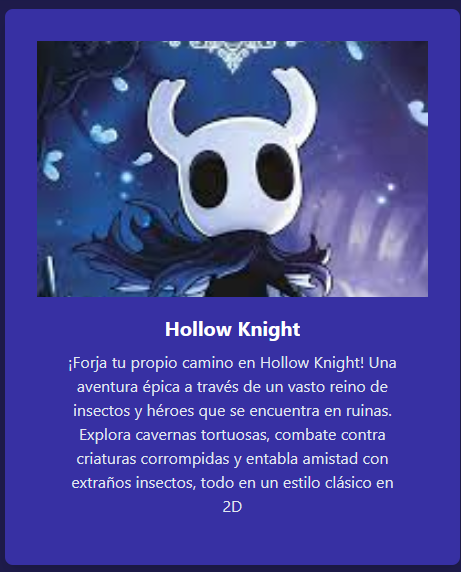 Hollow Knight
¡Forja tu propio camino en Hollow Knight! Una
aventura épica a través de un vasto reino de
insectos y héroes que se encuentra en ruinas.
Explora cavernas tortuosas, combate contra
criaturas corrompidas y entabla amistad con
extraños insectos, todo en un estilo clásico en
2D